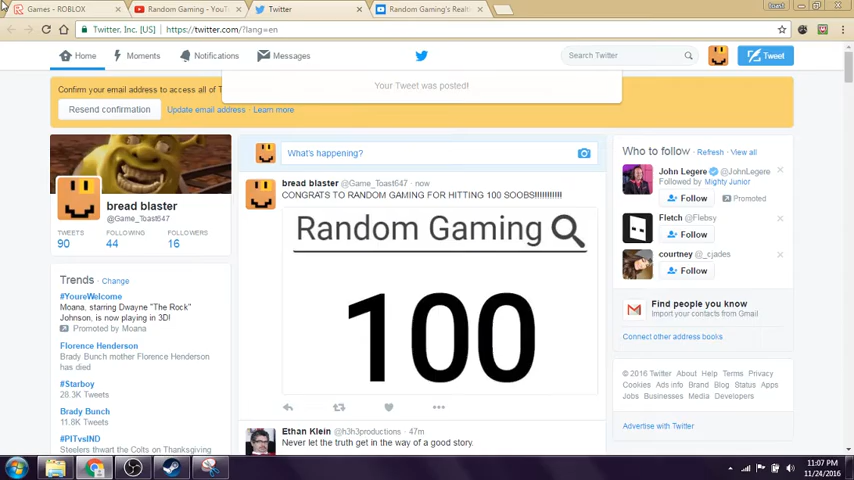 Games - ROBLOX
Random Gaming - YouT
Twitter
Random Gaming's Realt
toast
Twitter, Inc. [US]
https://twitter.com/?lang=en
Home
Moments
Notifications
Messages
Search Twitter
Tweet
Your Tweet was posted!
Confirm your email address to access all of T
Resend confirmation
Update email address · Learn more
bread blaster
@Game_Toast647
TWEETS FOLLOWING FOLLOWERS
90 44 16
Trends · Change
#YoureWelcome
Moana, starring Dwayne "The Rock"
Johnson, is now playing in 3D!
Promoted by Moana
Florence Henderson
Brady Bunch mother Florence Henderson
has died
#Starboy
28.3K Tweets
Brady Bunch
11.8K Tweets
#PITvsIND
Steelers thwart the Colts on Thanksgiving
What's happening?
bread blaster @Game_Toast647 · now
CONGRATS TO RANDOM GAMING FOR HITTING 100 SOOBS!!!!!!!!!!!!
Random Gaming
100
Ethan Klein @h3h3productions · 47m
Never let the truth get in the way of a good story.
Who to follow · Refresh · View all
John Legere @JohnLegere
Followed by Mighty Junior
Follow
Promoted
Fletch @Flebsy
Follow
courtney @_cjades
Follow
Find people you know
Import your contacts from Gmail
Connect other address books
© 2016 Twitter About Help Terms Privacy
Cookies Ads info Brand Blog Status Apps
Jobs Businesses Media Developers
Advertise with Twitter
11:07 PM
11/24/2016